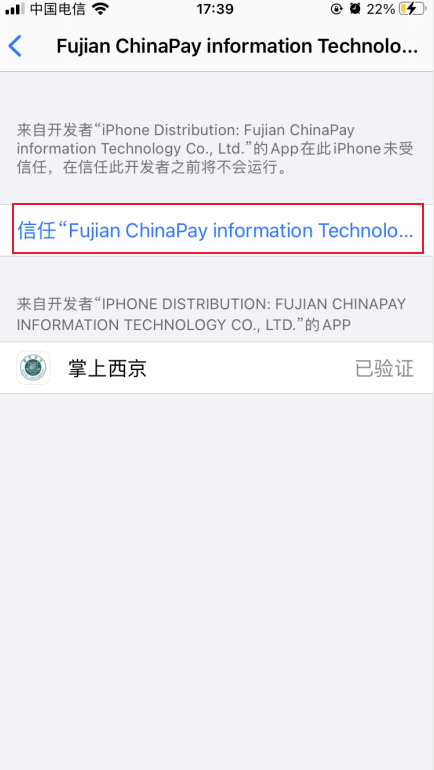 中国电信 17:39 22%
Fujian ChinaPay information Technolo...
来自开发者“iPhone Distribution: Fujian ChinaPay
information Technology Co., Ltd.”的App在此iPhone未受
信任，在信任此开发者之前将不会运行。
信任“Fujian ChinaPay information Technolo...
来自开发者“IPHONE DISTRIBUTION: FUJIAN CHINAPAY
INFORMATION TECHNOLOGY CO., LTD.”的APP
掌上西京 已验证